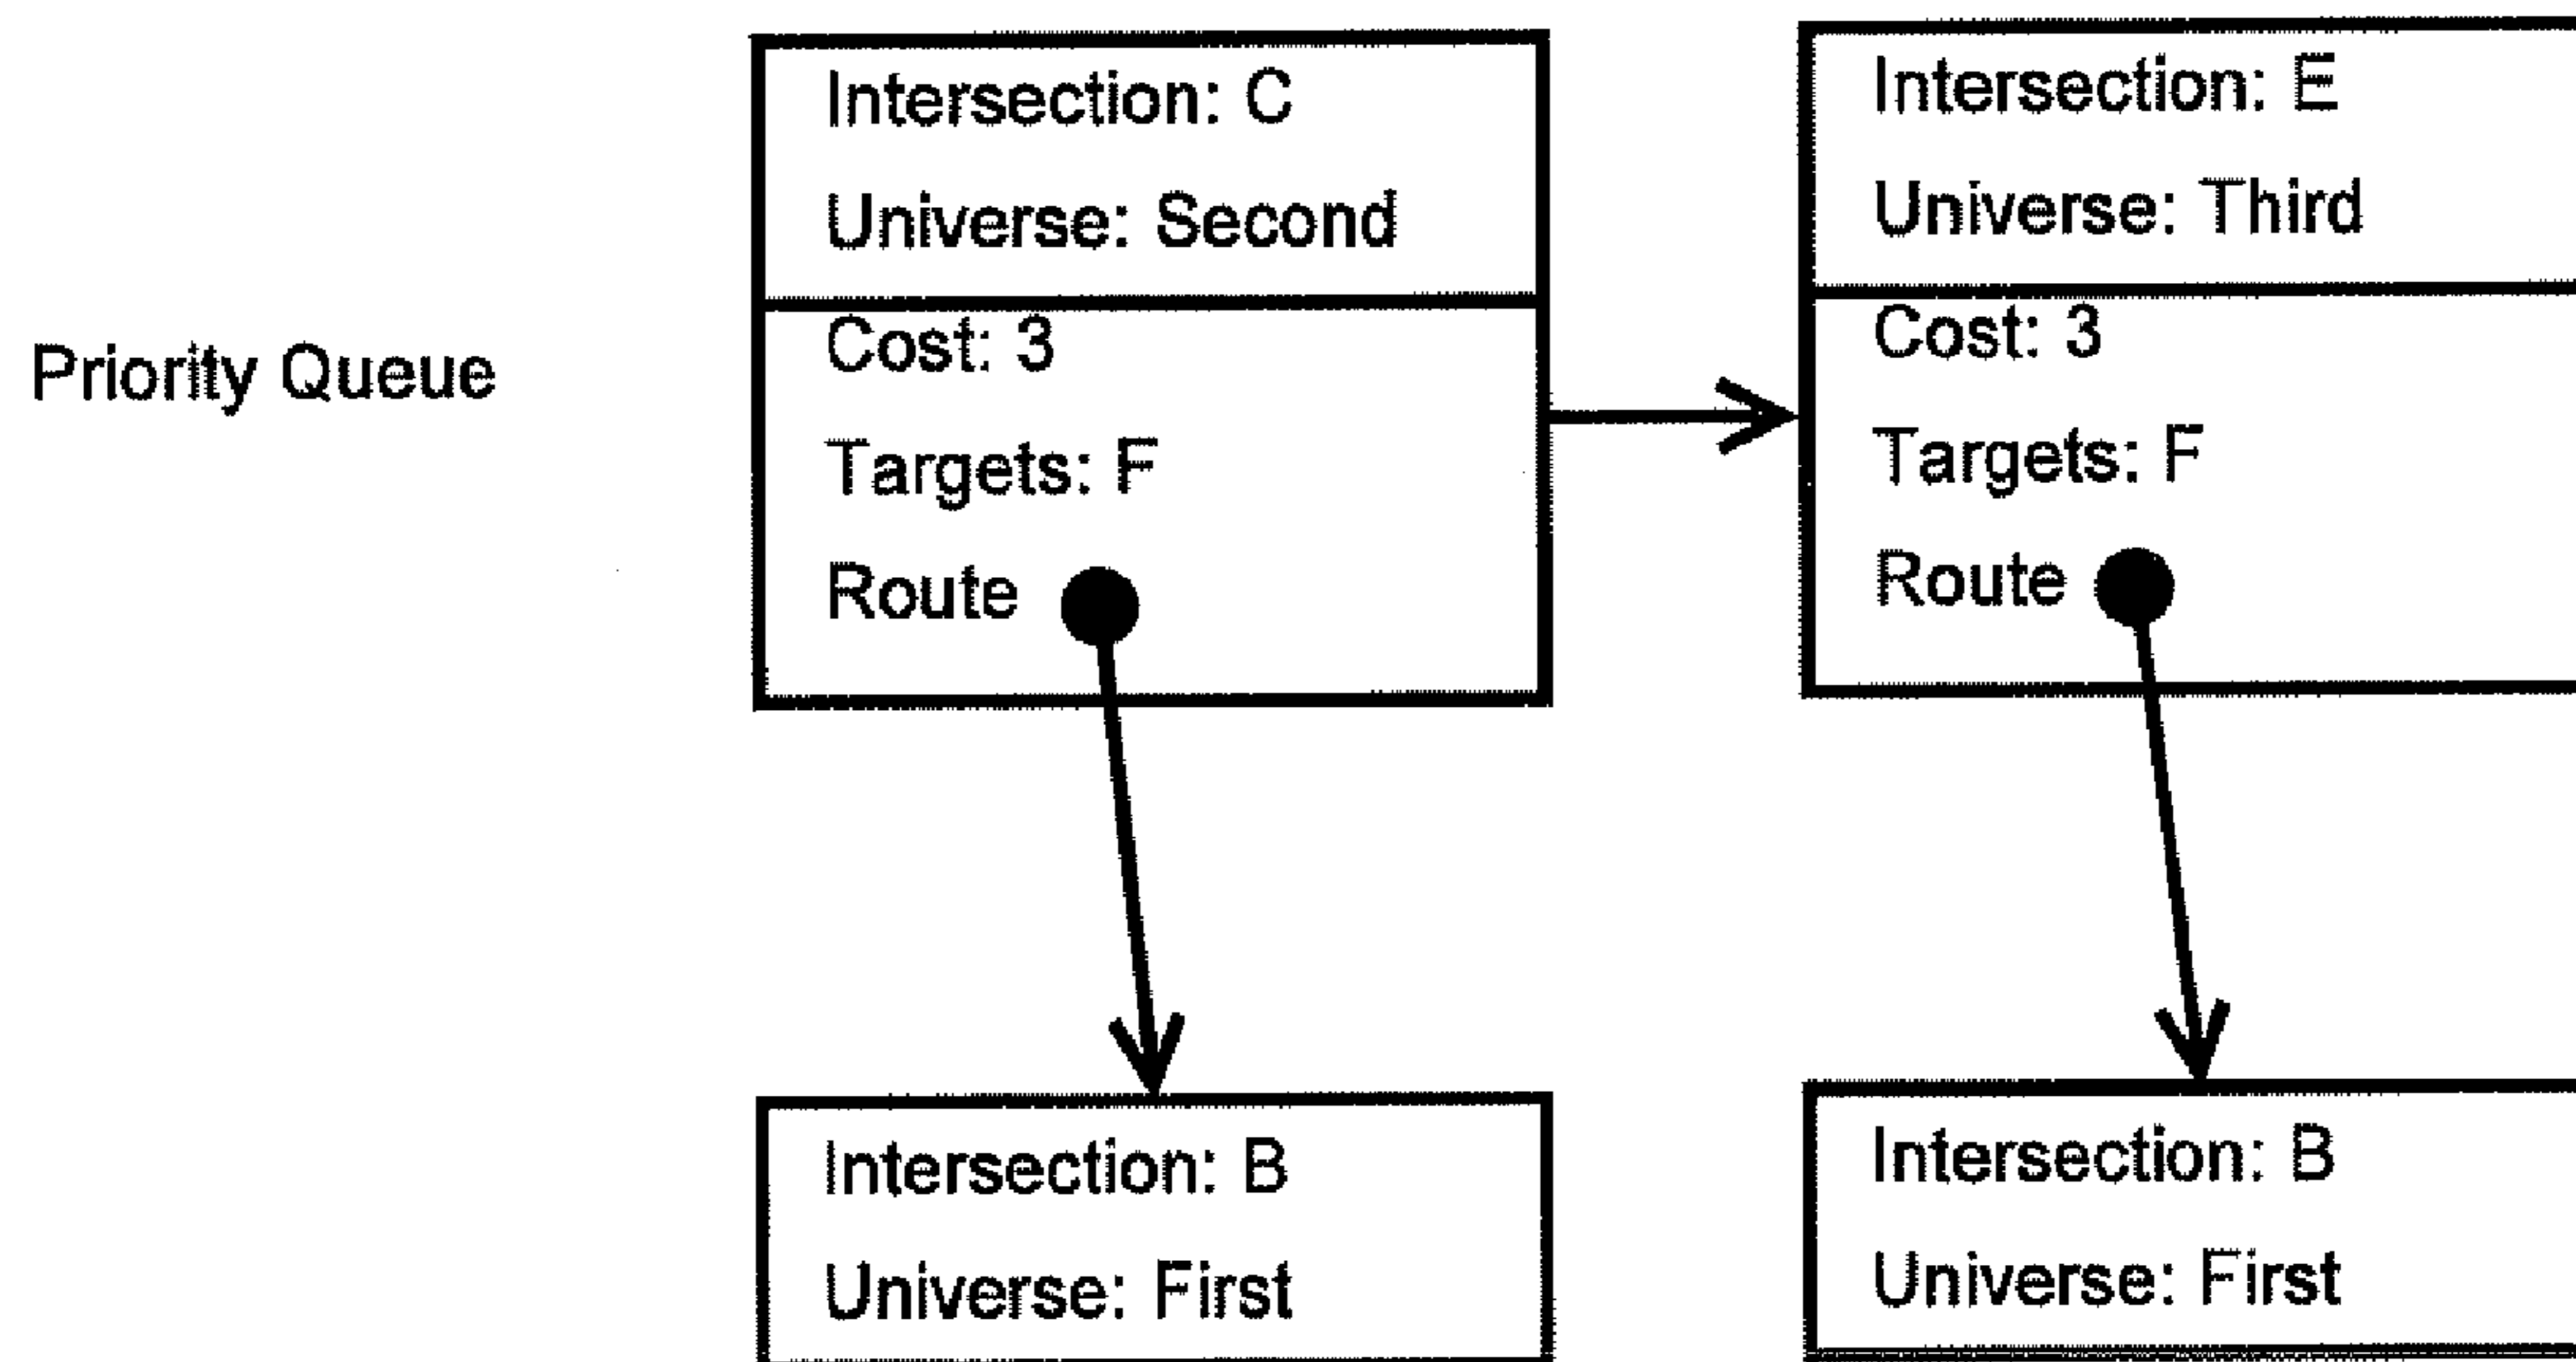 Priority Queue
Intersection: C
Universe: Second
Cost: 3
Targets: F
Route
Intersection: E
Universe: Third
Cost: 3
Targets: F
Route
Intersection: B
Universe: First
Intersection: B
Universe: First